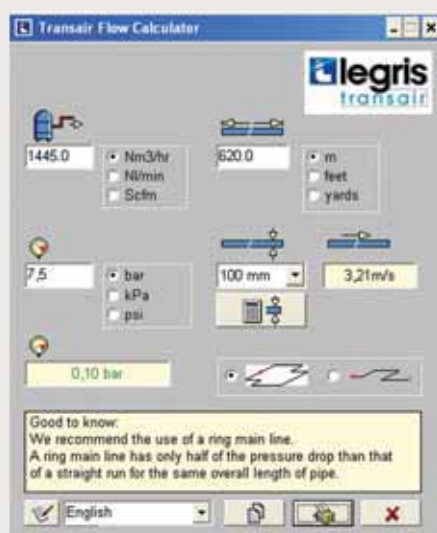 Transair Flow Calculator
legris
transair
1445.0
Nm3/hr
Nl/min
Scfm
620.0
m
feet
yards
7,5
bar
kPa
psi
100 mm
3,21m/s
0,10 bar
Good to know:
We recommend the use of a ring main line.
A ring main line has only half of the pressure drop than that
of a straight run for the same overall length of pipe.
English